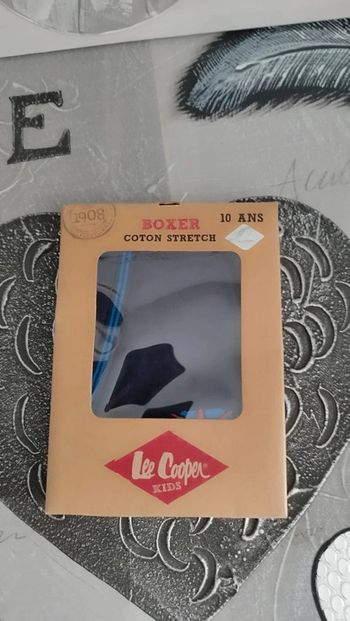 E
1908
BOXER
10 ANS
COTON STRETCH
Lee Cooper®
KIDS